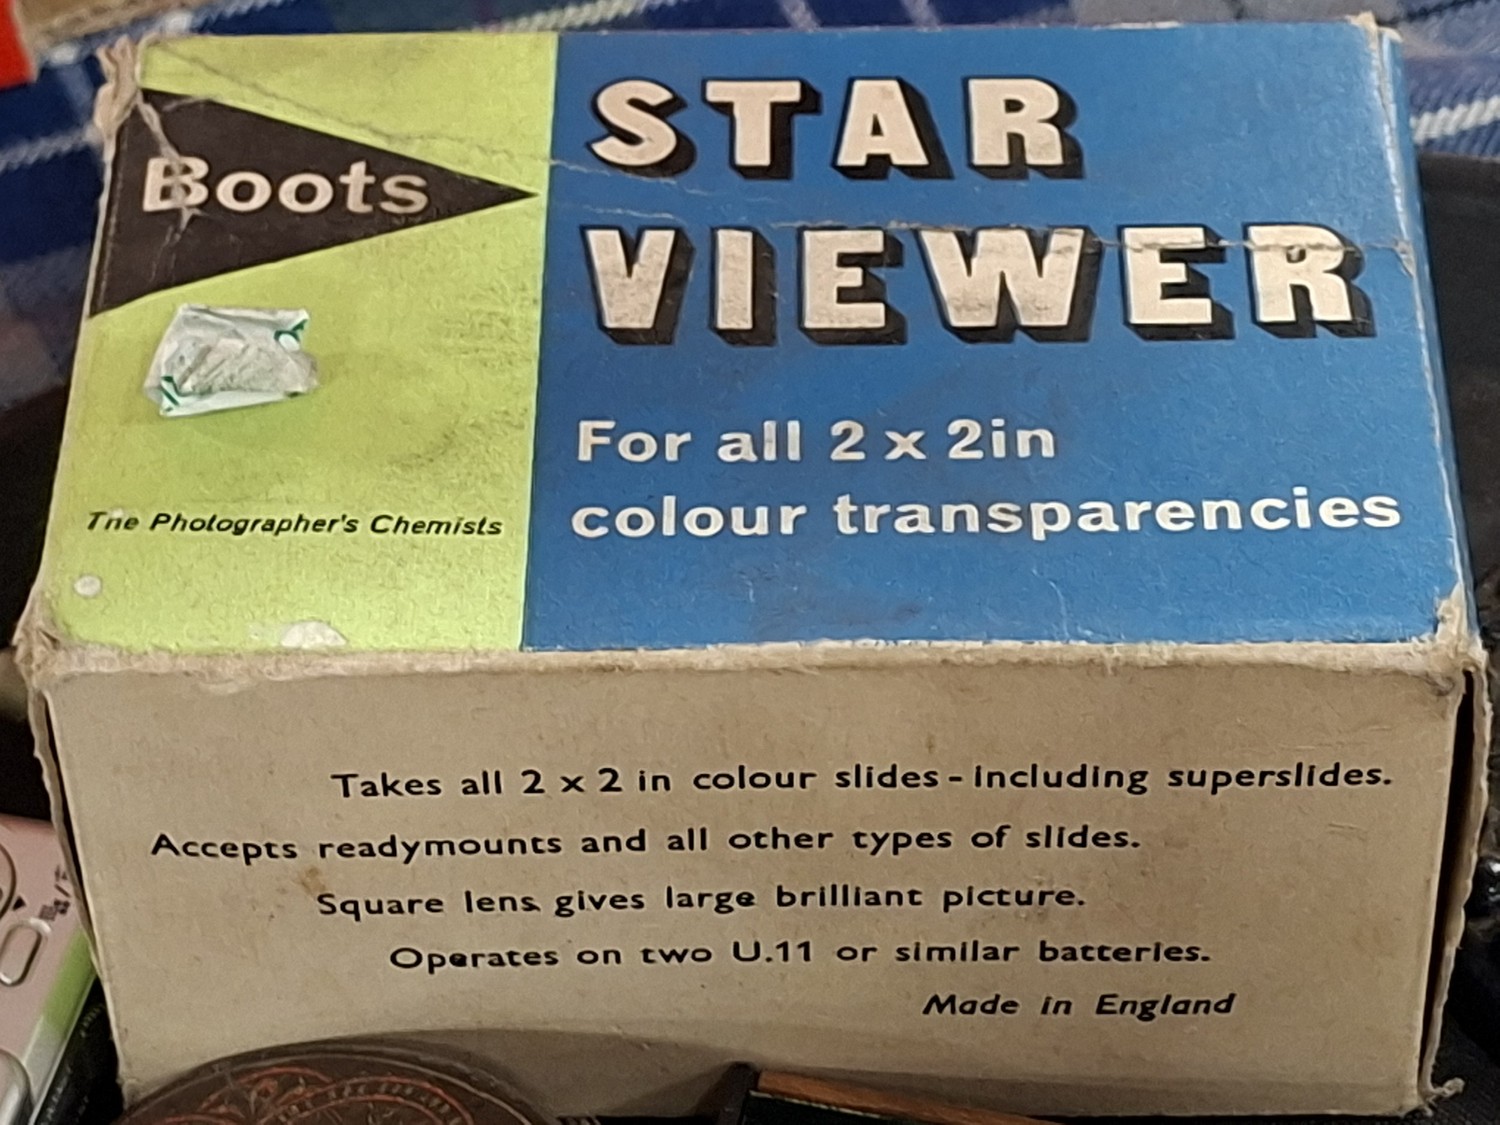 Boots
The Photographer's Chemists
STAR
VIEWER
For all 2 x 2in
colour transparencies
Takes all 2 x 2 in colour slides - including superslides.
Accepts readymounts and all other types of slides.
Square lens gives large brilliant picture.
Operates on two U.11 or similar batteries.
Made in England